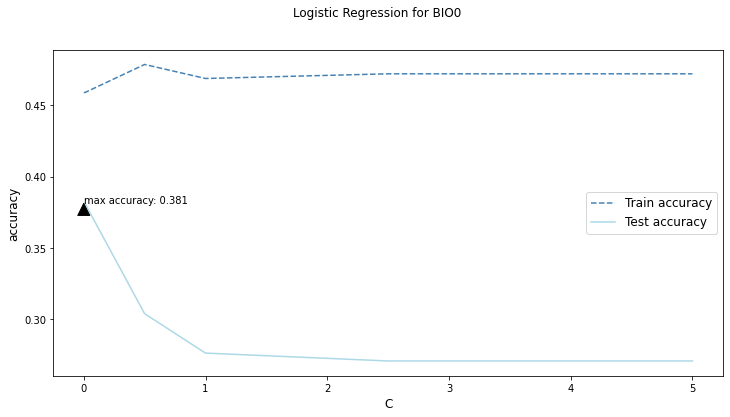 Logistic Regression for BIO0
accuracy
0.45
0.40
0.35
0.30
max accuracy: 0.381
Train accuracy
Test accuracy
0 1 2 3 4 5
C